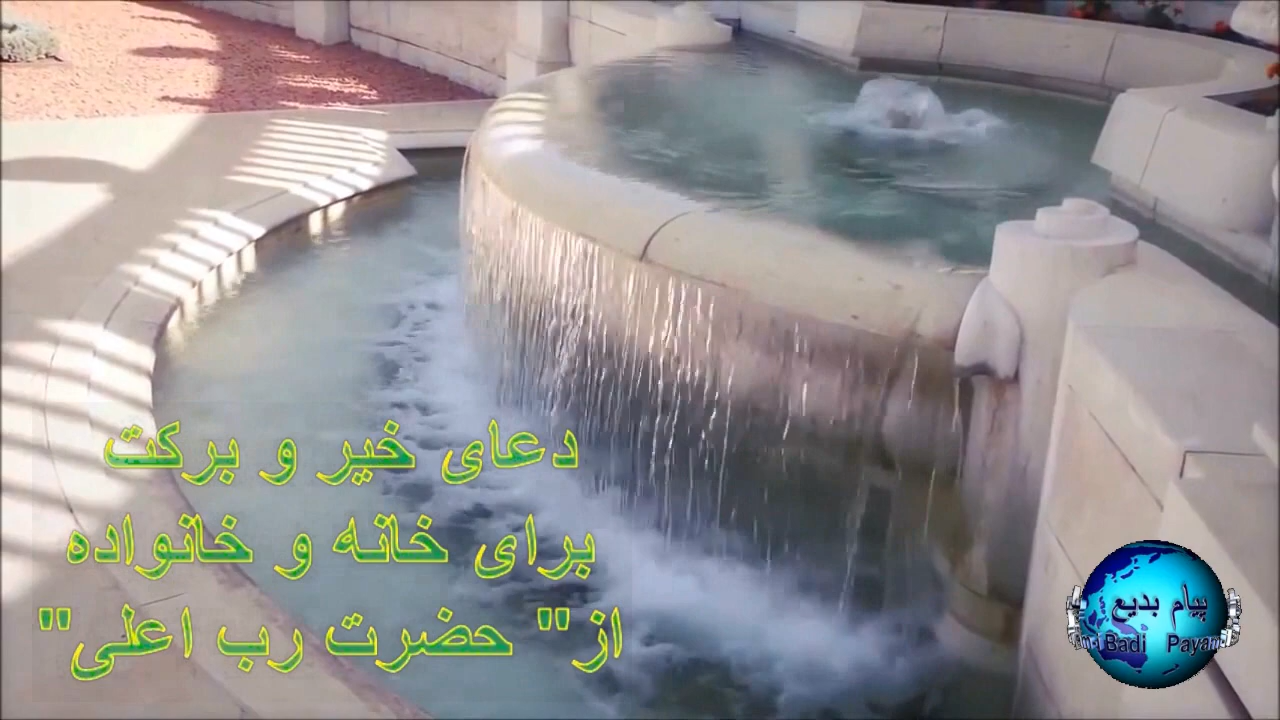 دعای خیر و برکت
برای خانه و خانواده
از" حضرت رب اعلی"
پیام بدیع
Badi Payam